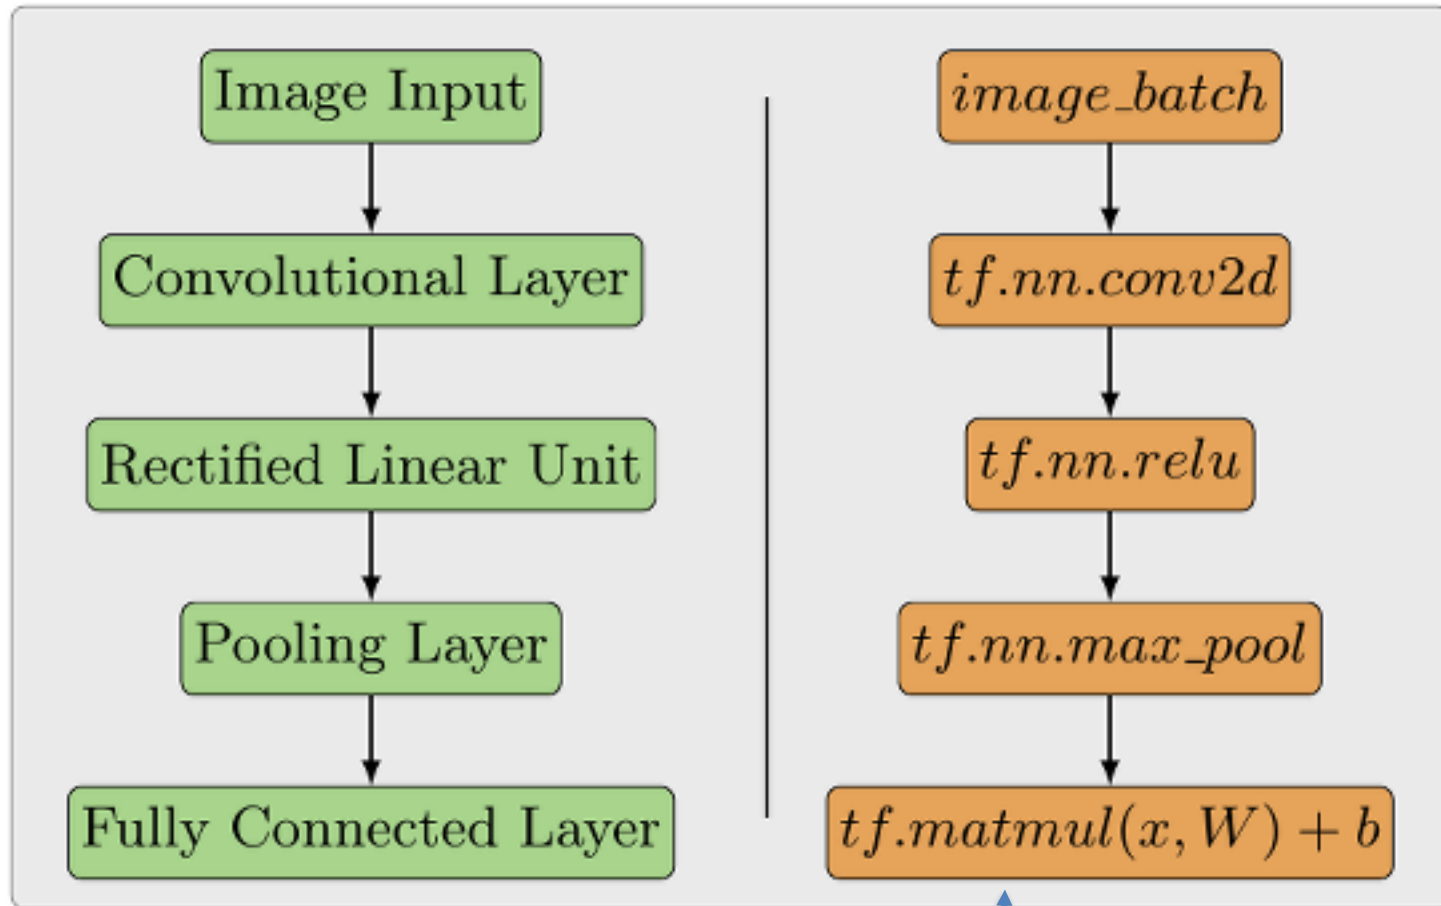 Image Input
Convolutional Layer
Rectified Linear Unit
Pooling Layer
Fully Connected Layer
image_batch
tf.nn.conv2d
tf.nn.relu
tf.nn.max_pool
tf.matmul(x, W) + b